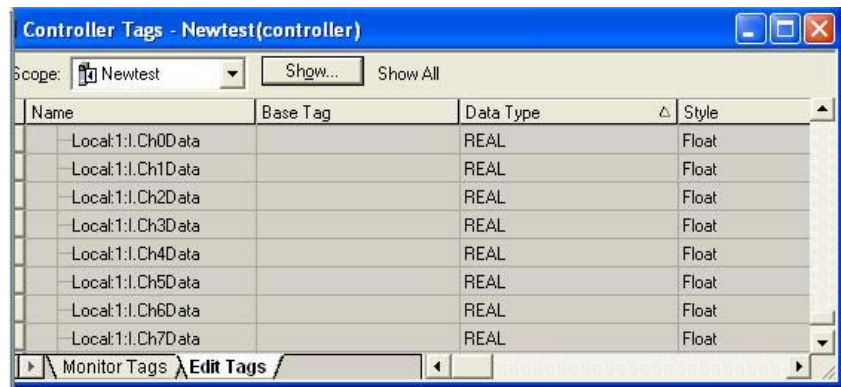 Controller Tags - Newtest(controller)
Scope: Newtest Show... Show All
Name Base Tag Data Type Style
Local:1:I.Ch0Data REAL Float
Local:1:I.Ch1Data REAL Float
Local:1:I.Ch2Data REAL Float
Local:1:I.Ch3Data REAL Float
Local:1:I.Ch4Data REAL Float
Local:1:I.Ch5Data REAL Float
Local:1:I.Ch6Data REAL Float
Local:1:I.Ch7Data REAL Float
Monitor Tags Edit Tags